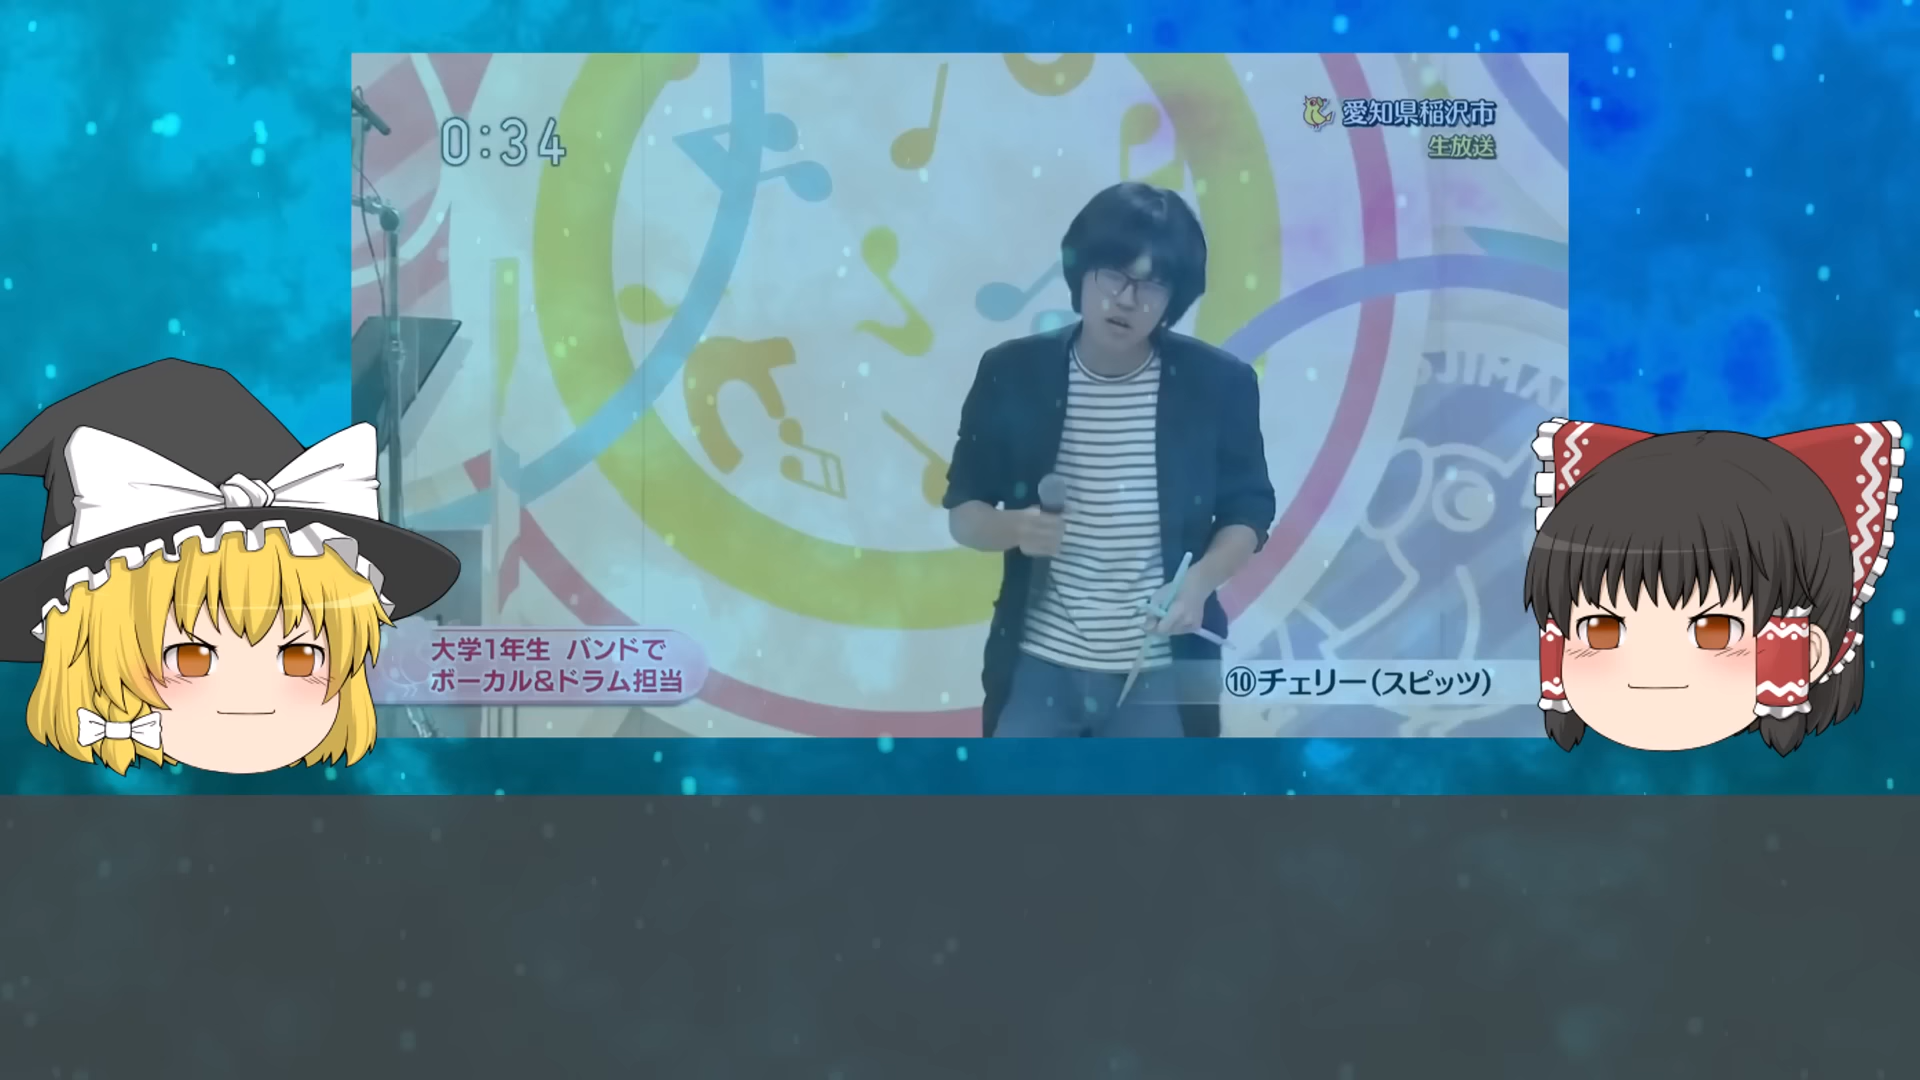 0:34
愛知県稲沢市
生放送
大学1年生 バンドで
ボーカル&ドラム担当
⑩チェリー(スピッツ)